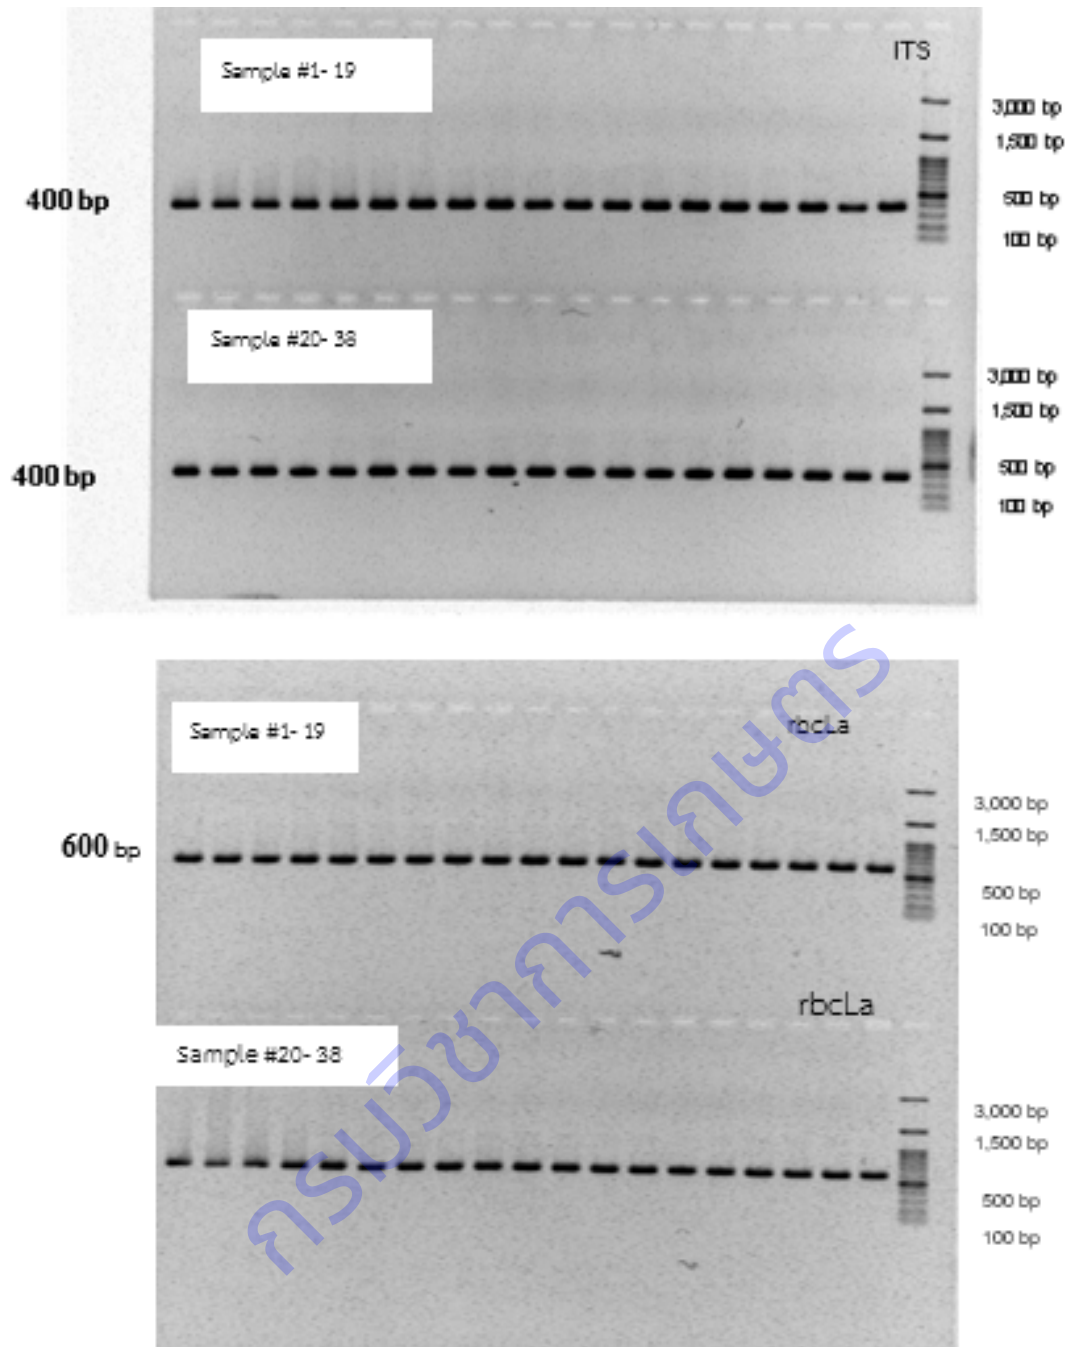 ITS
Sample #1- 19
3,000 bp
1,500 bp
400 bp
500 bp
100 bp
Sample #20- 38
3,000 bp
1,500 bp
400 bp
500 bp
100 bp
Sample #1- 19
rbcLa
3,000 bp
1,500 bp
600 bp
500 bp
100 bp
rbcLa
Sample #20- 38
3,000 bp
1,500 bp
500 bp
100 bp
กรมวิชาการเกษตร